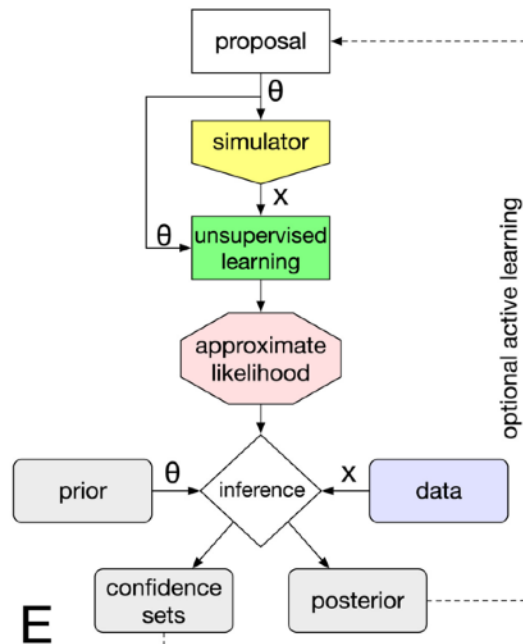 proposal
θ
simulator
x
θ
unsupervised
learning
approximate
likelihood
optional active learning
prior
θ
inference
x
data
confidence
sets
posterior
E